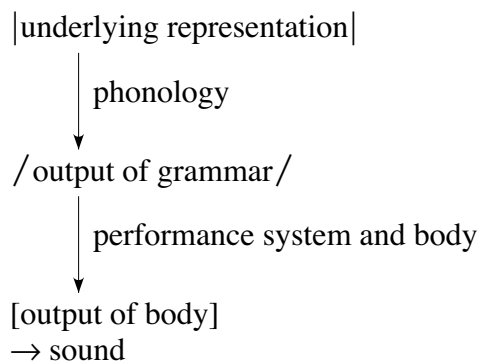 |underlying representation|
phonology
/output of grammar/
performance system and body
[output of body]
→ sound